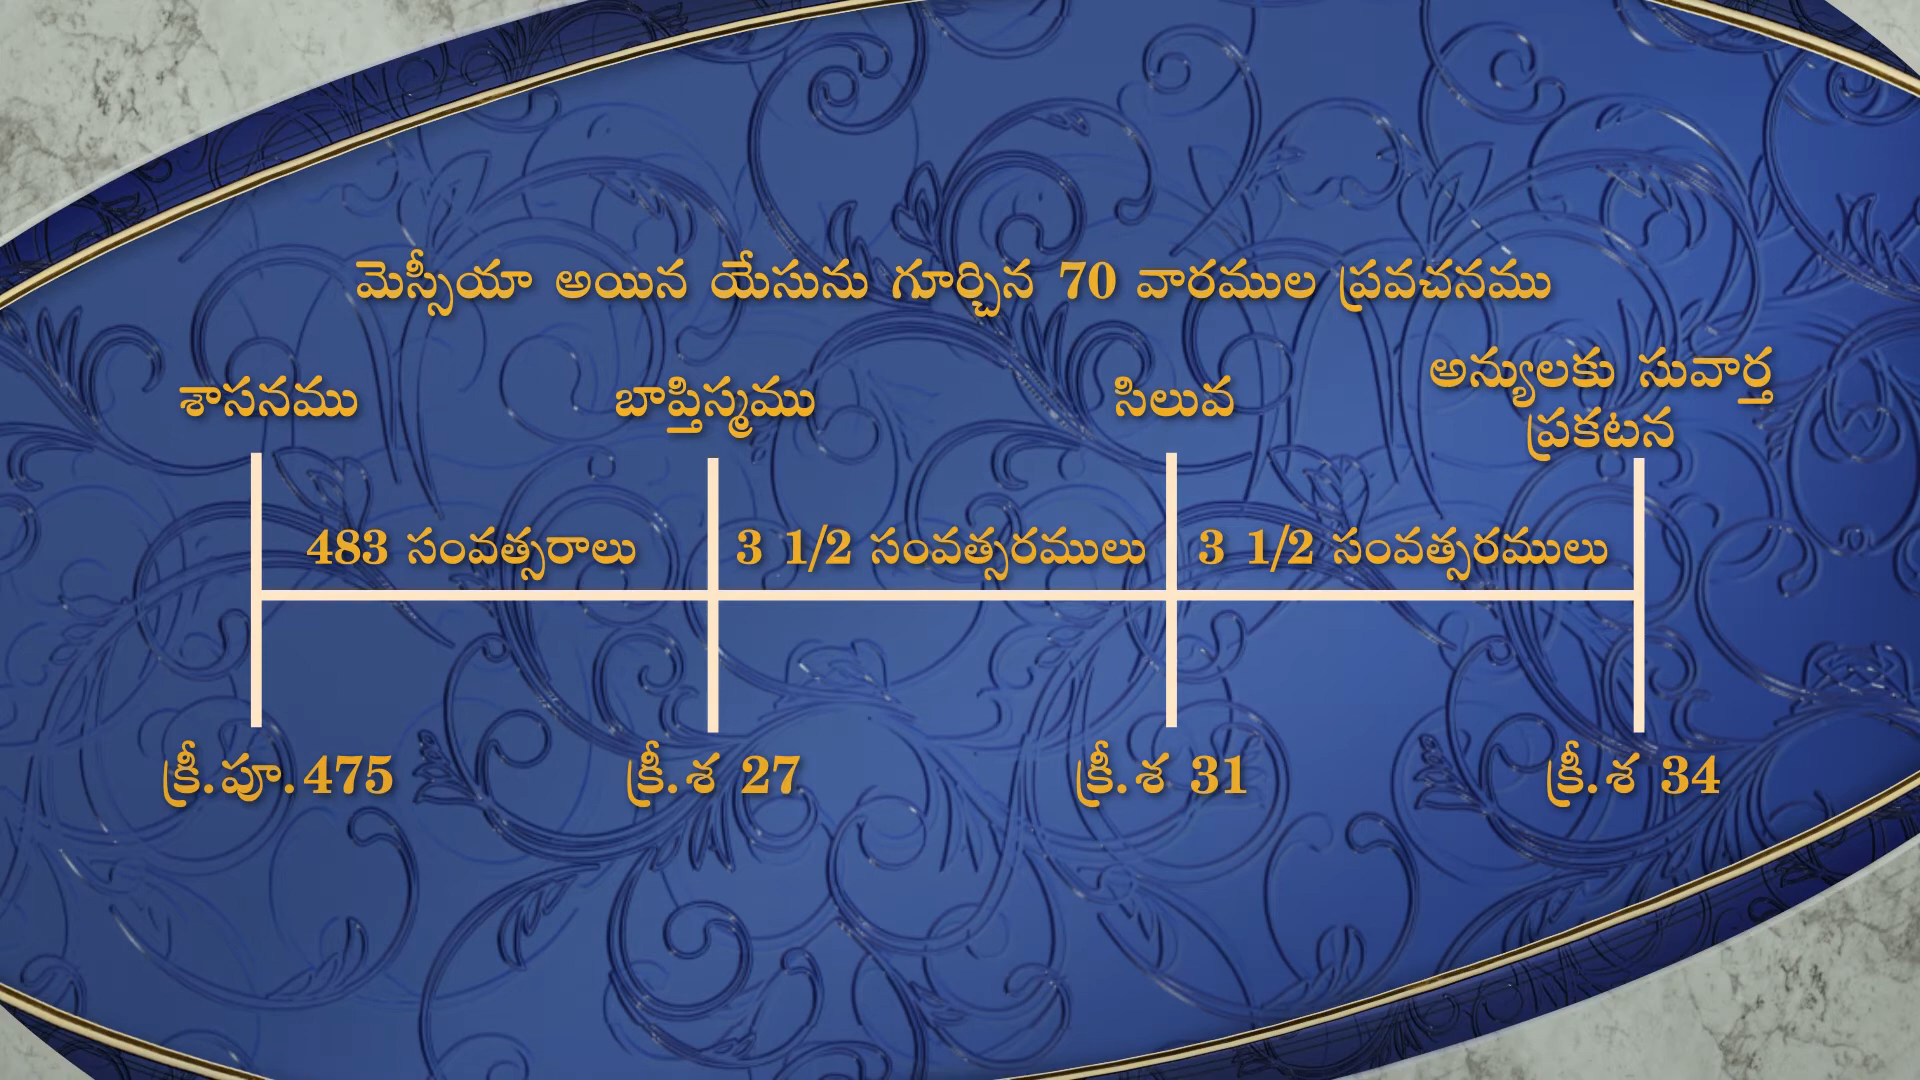 మెస్సీయా అయిన యేసును గూర్చిన 70 వారముల ప్రవచనము
శాసనము
బాప్తిస్మము
సిలువ
అన్యులకు సువార్త
ప్రకటన
483 సంవత్సరాలు
3 1/2 సంవత్సరములు
3 1/2 సంవత్సరములు
క్రీ.పూ.475
క్రీ.శ 27
క్రీ.శ 31
క్రీ.శ 34